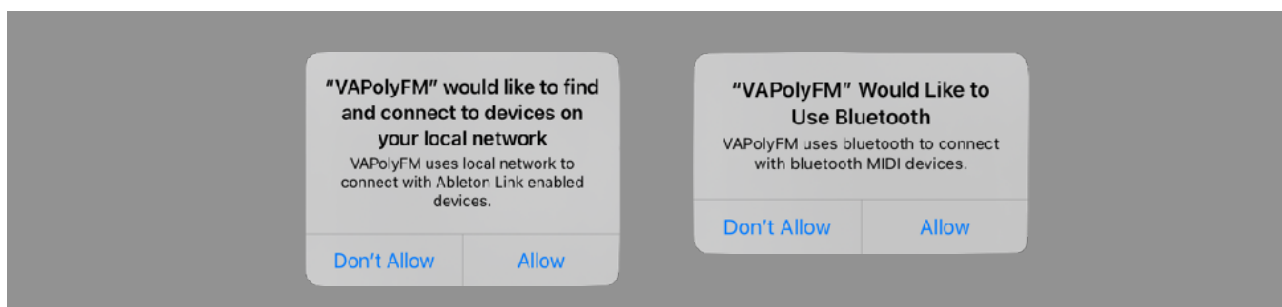 “VAPolyFM” would like to find
and connect to devices on
your local network
VAPolyFM uses local network to
connect with Ableton Link enabled
devices.
Don’t Allow
Allow
“VAPolyFM” Would Like to
Use Bluetooth
VAPolyFM uses bluetooth to connect
with bluetooth MIDI devices.
Don’t Allow
Allow